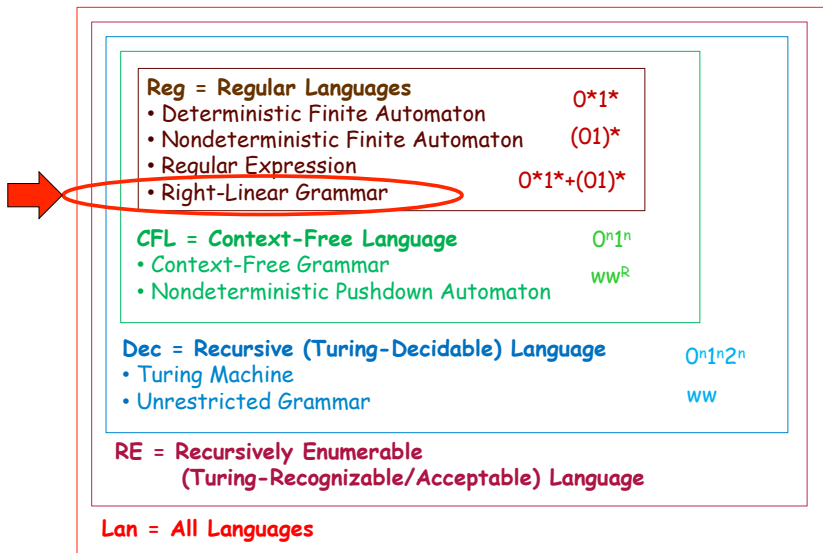 Reg = Regular Languages
• Deterministic Finite Automaton
0*1*
• Nondeterministic Finite Automaton
(01)*
• Regular Expression
• Right-Linear Grammar
0*1*+(01)*
CFL = Context-Free Language
0ⁿ1ⁿ
• Context-Free Grammar
wwᴿ
• Nondeterministic Pushdown Automaton
Dec = Recursive (Turing-Decidable) Language
0ⁿ1ⁿ2ⁿ
• Turing Machine
• Unrestricted Grammar
ww
RE = Recursively Enumerable
(Turing-Recognizable/Acceptable) Language
Lan = All Languages